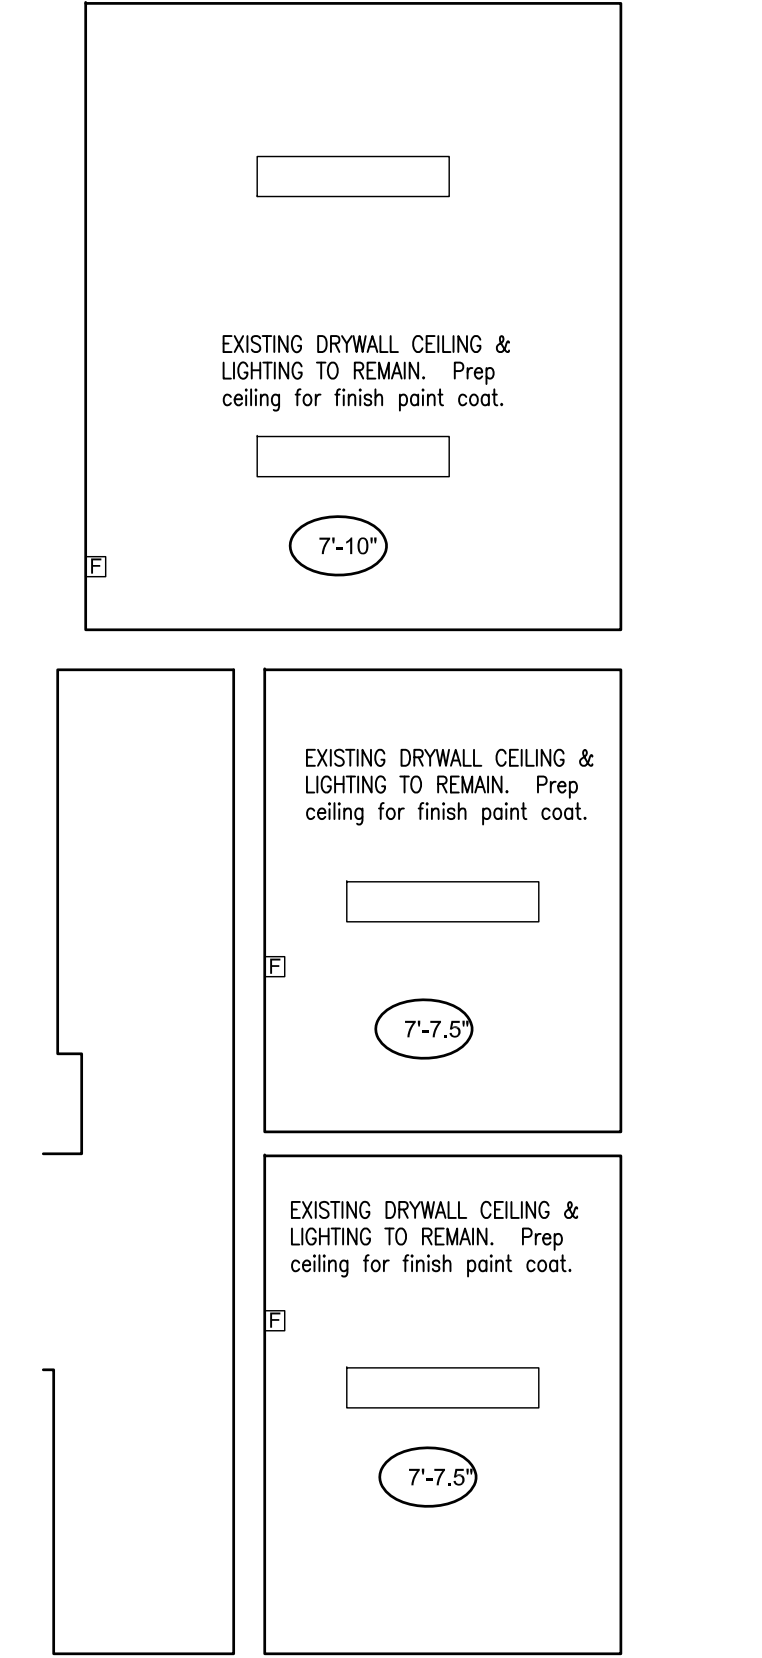 EXISTING DRYWALL CEILING &
LIGHTING TO REMAIN. Prep
ceiling for finish paint coat.
7'-10"
F
EXISTING DRYWALL CEILING &
LIGHTING TO REMAIN. Prep
ceiling for finish paint coat.
F
7'-7.5"
EXISTING DRYWALL CEILING &
LIGHTING TO REMAIN. Prep
ceiling for finish paint coat.
F
7'-7.5"